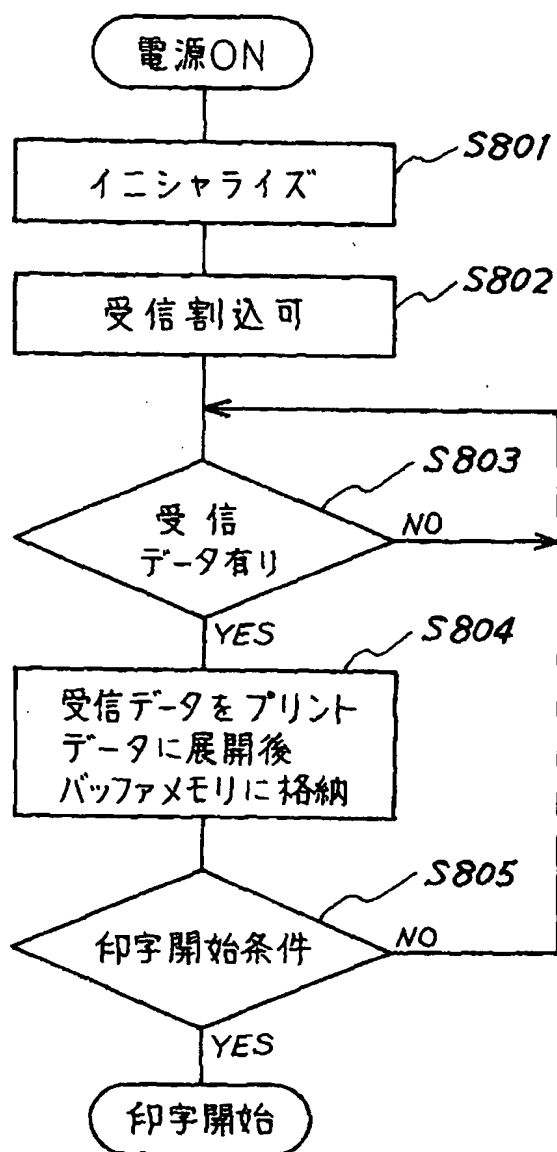 電源ON
S801
イニシャライズ
S802
受信割込可
S803
受信
データ有り
NO
YES
S804
受信データをプリント
データに展開後
バッファメモリに格納
S805
印字開始条件
NO
YES
印字開始